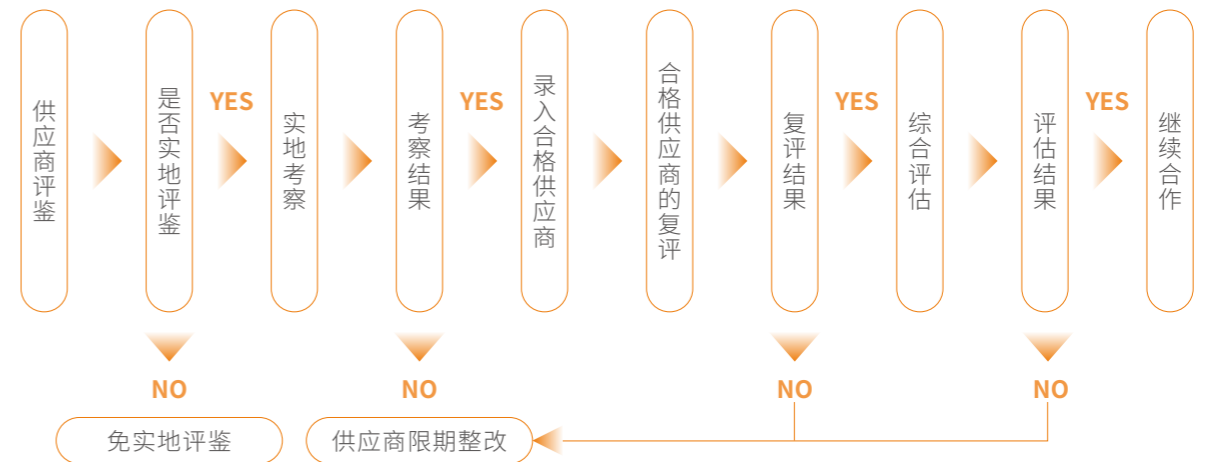 供应商评鉴
是否实地评鉴
YES
实地考察
考察结果
YES
录入合格供应商
合格供应商的复评
复评结果
YES
综合评估
评估结果
YES
继续合作
NO
NO
NO
NO
免实地评鉴
供应商限期整改